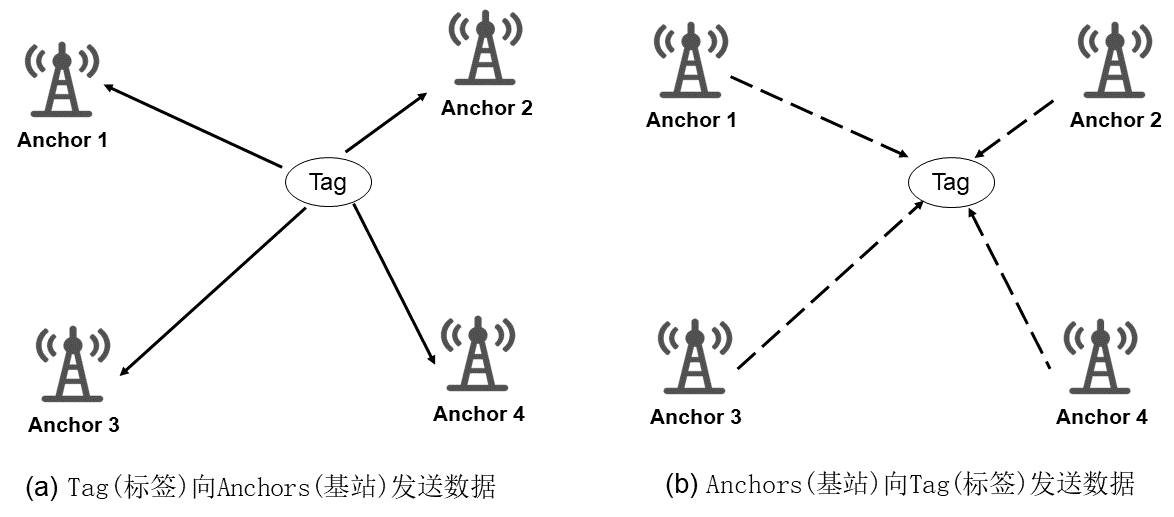 Anchor 1
Anchor 2
Tag
Anchor 3
Anchor 4
(a) Tag(标签)向Anchors(基站)发送数据
Anchor 1
Anchor 2
Tag
Anchor 3
Anchor 4
(b) Anchors(基站)向Tag(标签)发送数据